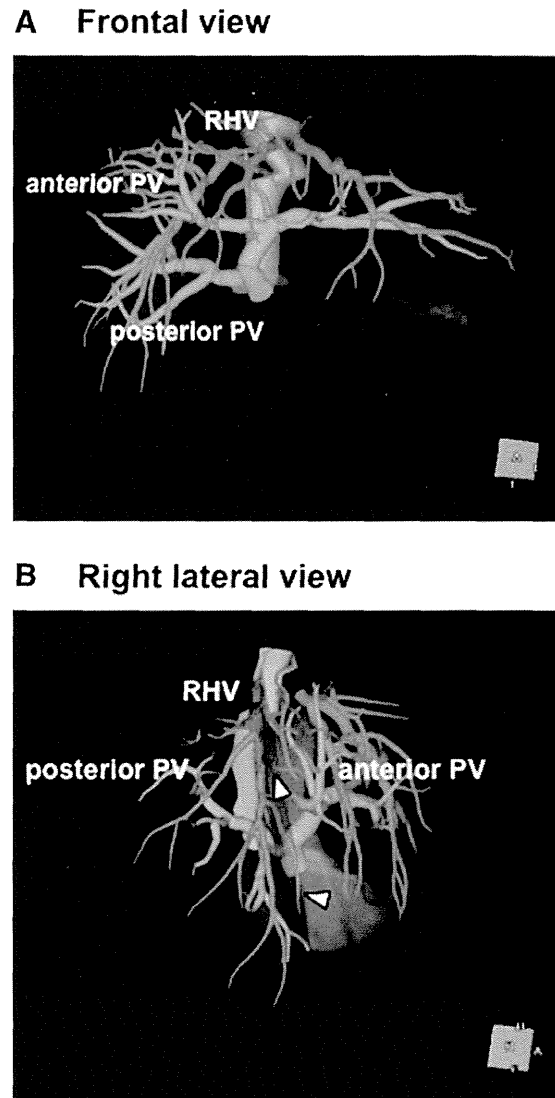 A Frontal view
RHV
anterior PV
posterior PV
B Right lateral view
RHV
posterior PV
anterior PV